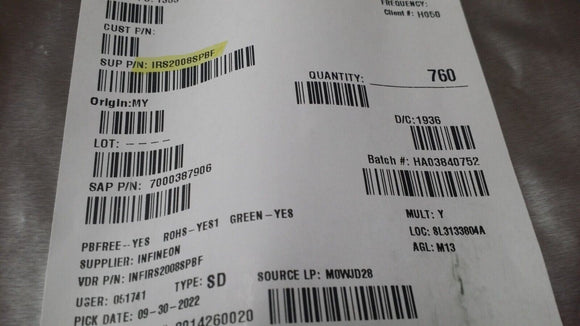 FREQUENCY:
Client #: H050
CUST P/N:
SUP P/N: IRS2008SPBF
QUANTITY: 760
Origin:MY
D/C:1936
LOT: ----
Batch #: HA03840752
SAP P/N: 7000387906
MULT: Y
PBFREE--YES ROHS-YES1 GREEN-YES
LOC: 8L3133804A
SUPPLIER: INFINEON
AGL: M13
VDR P/N: INFIRS2008SPBF
USER: 051741 TYPE: SD
SOURCE LP: M0WJD28
PICK DATE: 09-30-2022